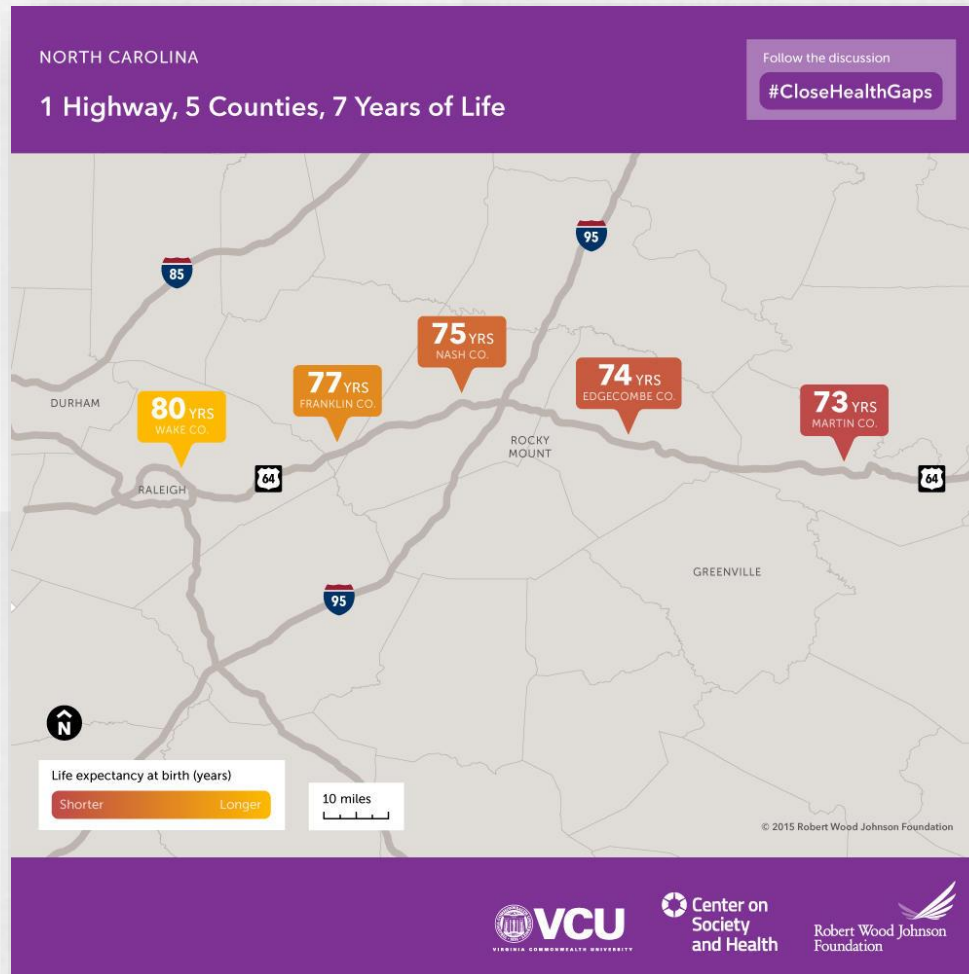 NORTH CAROLINA
1 Highway, 5 Counties, 7 Years of Life
Follow the discussion
#CloseHealthGaps
95
85
75 YRS
NASH CO.
77 YRS
FRANKLIN CO.
74 YRS
EDGECOMBE CO.
80 YRS
WAKE CO.
73 YRS
MARTIN CO.
DURHAM
ROCKY
MOUNT
RALEIGH
64
64
GREENVILLE
95
N
Life expectancy at birth (years)
Shorter
Longer
10 miles
© 2015 Robert Wood Johnson Foundation
VCU
VIRGINIA COMMONWEALTH UNIVERSITY
Center on
Society
and Health
Robert Wood Johnson
Foundation